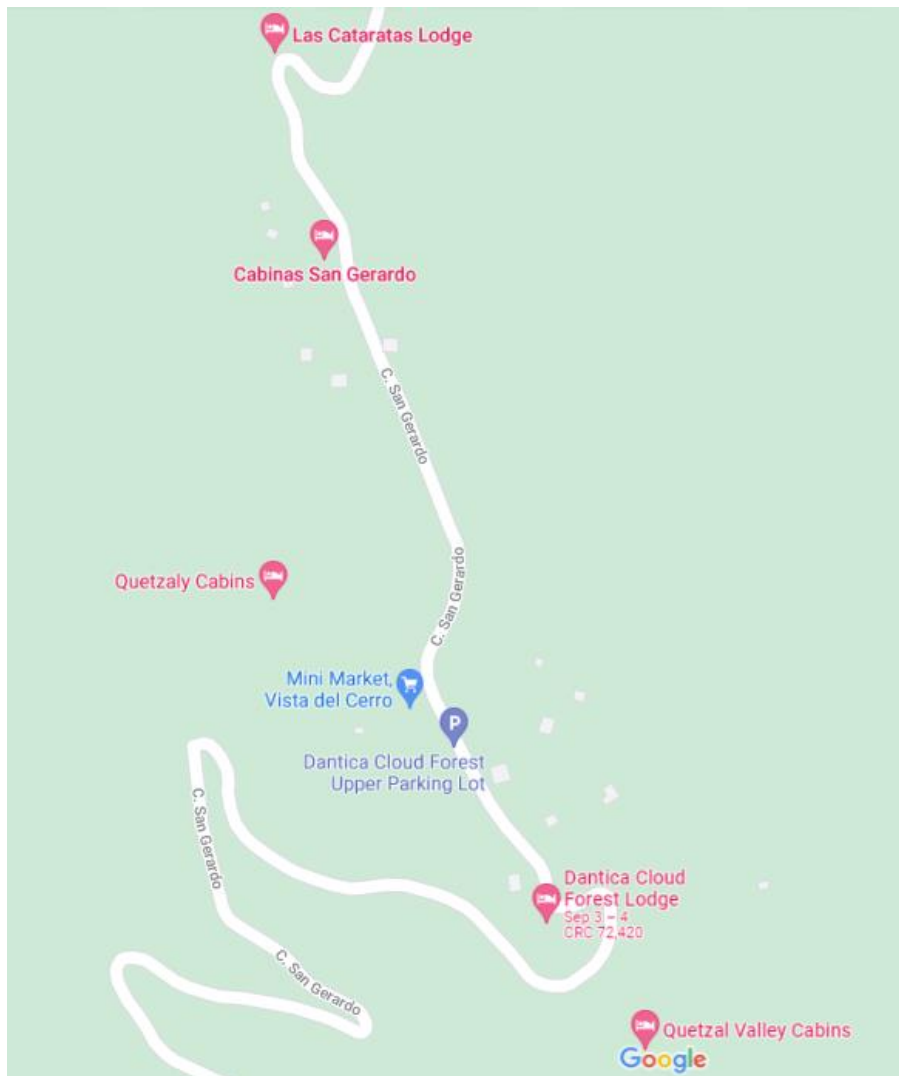 Las Cataratas Lodge
Cabinas San Gerardo
C. San Gerardo
C. San Gerardo
Quetzaly Cabins
Mini Market,
Vista del Cerro
P
Dantica Cloud Forest
Upper Parking Lot
C. San Gerardo
Dantica Cloud
Forest Lodge
Sep 3 – 4
CRC 72,420
C. San Gerardo
Quetzal Valley Cabins
Google